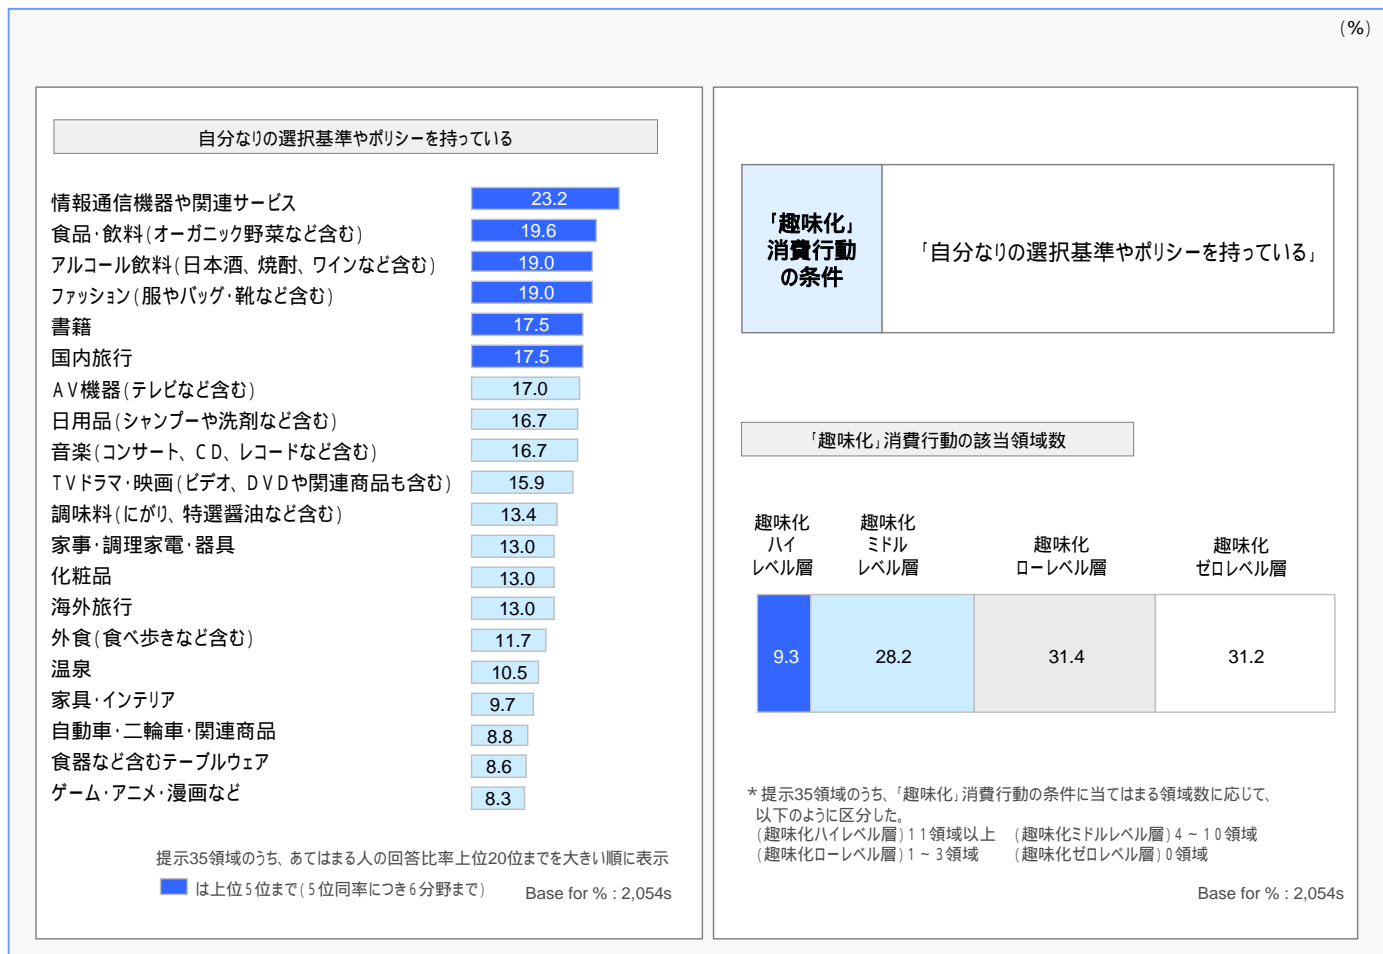 (%)
自分なりの選択基準やポリシーを持っている
情報通信機器や関連サービス 23.2
食品・飲料(オーガニック野菜など含む) 19.6
アルコール飲料(日本酒、焼酎、ワインなど含む) 19.0
ファッション(服やバッグ・靴など含む) 19.0
書籍 17.5
国内旅行 17.5
AV機器(テレビなど含む) 17.0
日用品(シャンプーや洗剤など含む) 16.7
音楽(コンサート、CD、レコードなど含む) 16.7
TVドラマ・映画(ビデオ、DVDや関連商品も含む) 15.9
調味料(にがり、特選醤油など含む) 13.4
家事・調理家電・器具 13.0
化粧品 13.0
海外旅行 13.0
外食(食べ歩きなど含む) 11.7
温泉 10.5
家具・インテリア 9.7
自動車・二輪車・関連商品 8.8
食器など含むテーブルウェア 8.6
ゲーム・アニメ・漫画など 8.3
提示35領域のうち、あてはまる人の回答比率上位20位までを大きい順に表示
は上位5位まで(5位同率につき6分野まで)
Base for % : 2,054s
「趣味化」
消費行動
の条件
「自分なりの選択基準やポリシーを持っている」
「趣味化」消費行動の該当領域数
趣味化
ハイ
レベル層
趣味化
ミドル
レベル層
趣味化
ローレベル層
趣味化
ゼロレベル層
9.3 28.2 31.4 31.2
*提示35領域のうち、「趣味化」消費行動の条件に当てはまる領域数に応じて、
以下のように区分した。
(趣味化ハイレベル層)11領域以上 (趣味化ミドルレベル層)4~10領域
(趣味化ローレベル層)1~3領域 (趣味化ゼロレベル層)0領域
Base for % : 2,054s